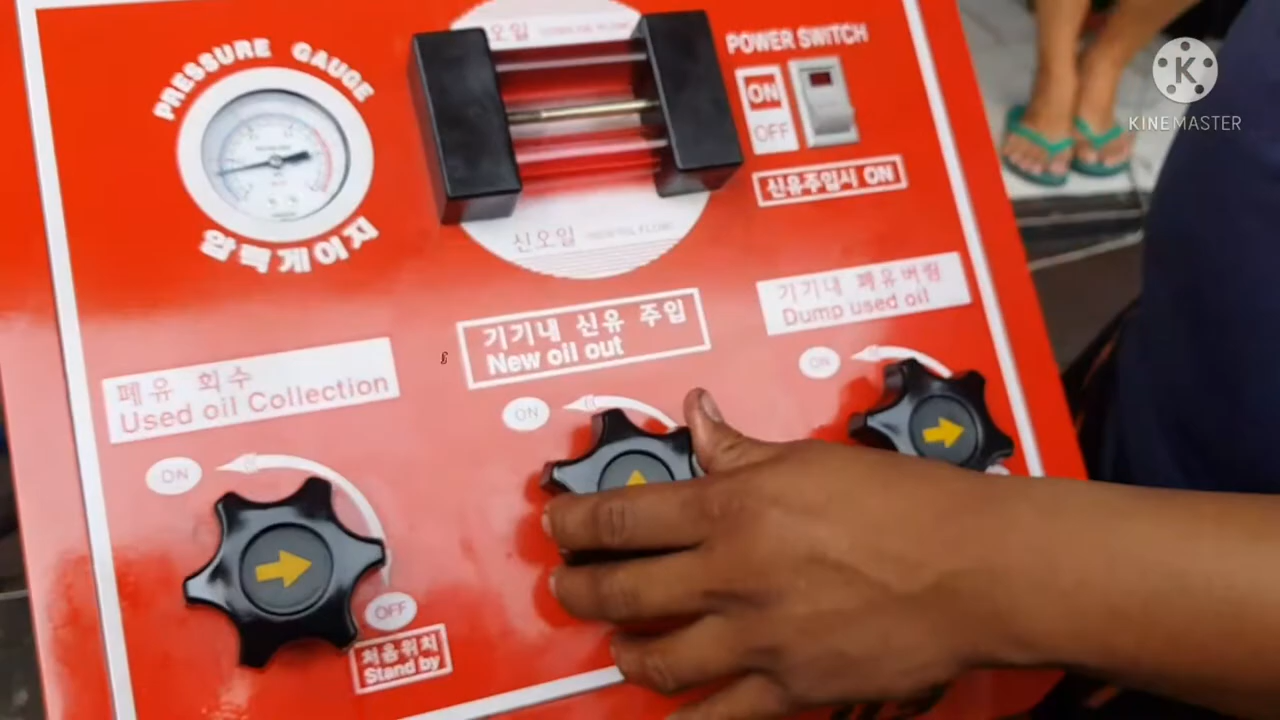 PRESSURE GAUGE
압력게이지
오일
신오일
POWER SWITCH
ON
OFF
신유주입시 ON
K
KINEMASTER
폐유 회수
Used oil Collection
ON
OFF
처음위치
Stand by
기기내 신유 주입
New oil out
ON
기기내 폐유버림
Dump used oil
ON